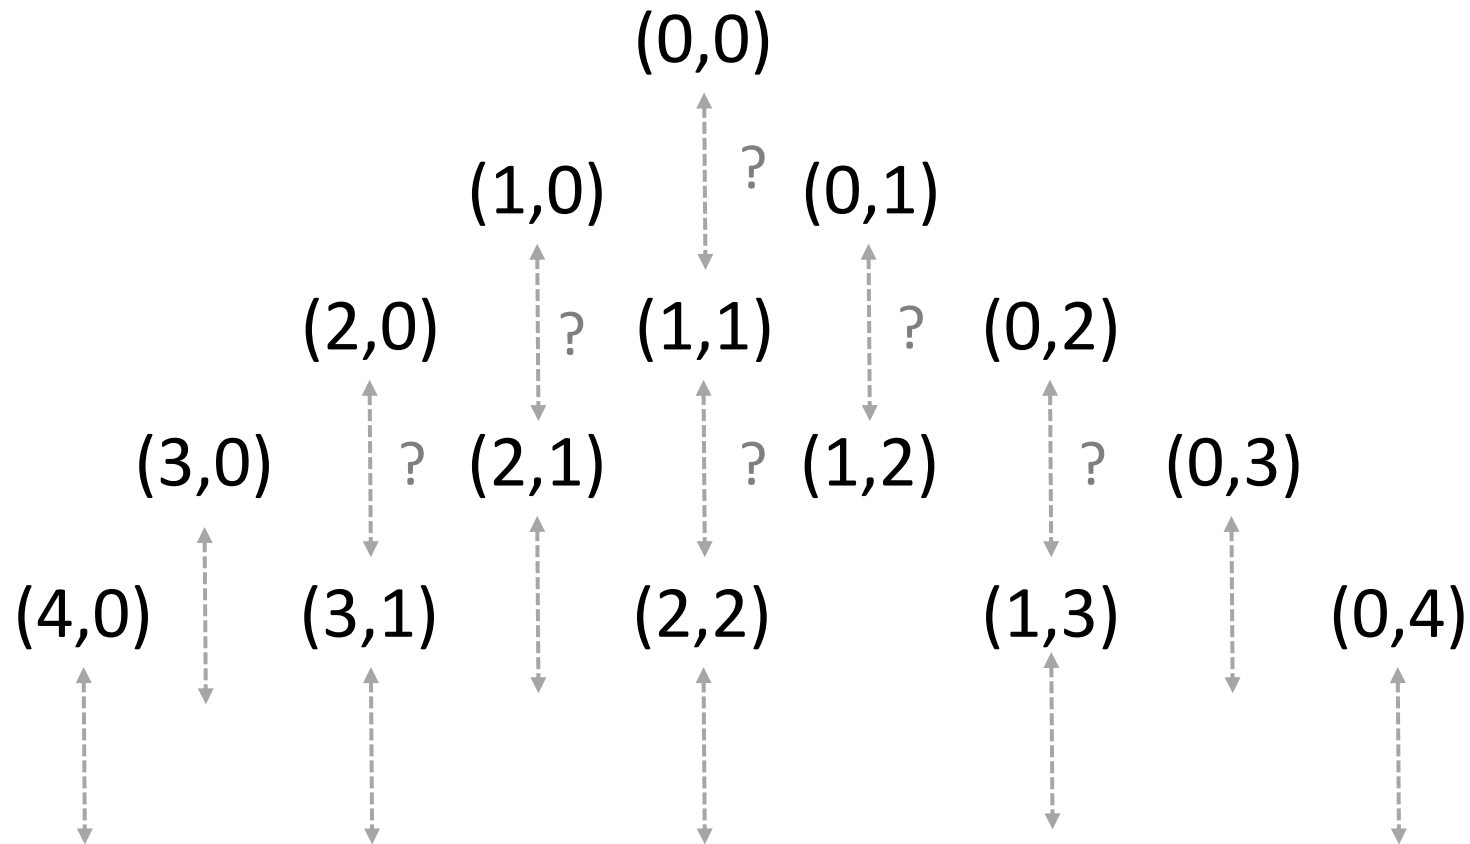 (0,0)
?
(1,0) (0,1)
(2,0) ? (1,1) ? (0,2)
(3,0) ? (2,1) ? (1,2) ? (0,3)
(4,0) (3,1) (2,2) (1,3) (0,4)